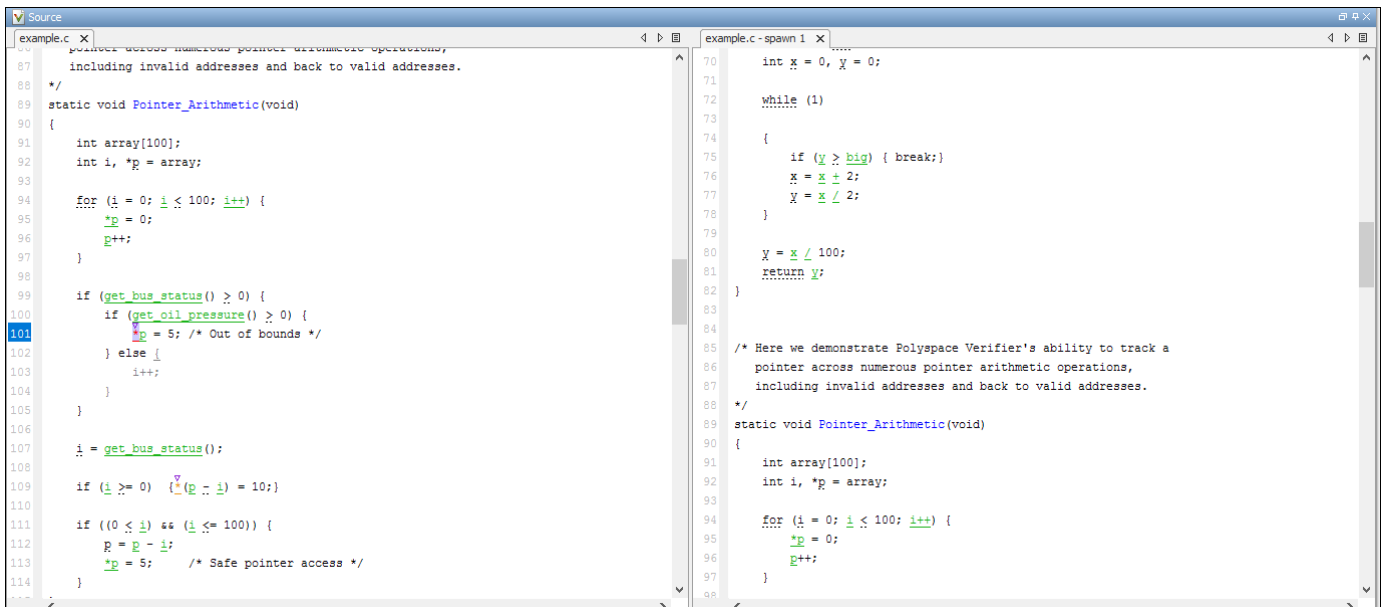 Source
example.c
86 pointer across numerous pointer arithmetic operations,
87 including invalid addresses and back to valid addresses.
88 */
89 static void Pointer_Arithmetic(void)
90 {
91 int array[100];
92 int i, *p = array;
93
94 for (i = 0; i < 100; i++) {
95 *p = 0;
96 p++;
97 }
98
99 if (get_bus_status() > 0) {
100 if (get_oil_pressure() > 0) {
101 *p = 5; /* Out of bounds */
102 } else {
103 i++;
104 }
105 }
106
107 i = get_bus_status();
108
109 if (i >= 0) {*(p - i) = 10;}
110
111 if ((0 < i) && (i <= 100)) {
112 p = p - i;
113 *p = 5; /* Safe pointer access */
114 }
example.c - spawn 1
70 int x = 0, y = 0;
71
72 while (1)
73
74 {
75 if (y > big) { break;}
76 x = x + 2;
77 y = x / 2;
78 }
79
80 y = x / 100;
81 return y;
82 }
83
84
85 /* Here we demonstrate Polyspace Verifier's ability to track a
86 pointer across numerous pointer arithmetic operations,
87 including invalid addresses and back to valid addresses.
88 */
89 static void Pointer_Arithmetic(void)
90 {
91 int array[100];
92 int i, *p = array;
93
94 for (i = 0; i < 100; i++) {
95 *p = 0;
96 p++;
97 }
98